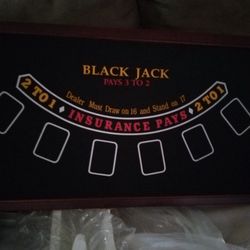 BLACK JACK
PAYS 3 TO 2
Dealer Must Draw on 16 and Stand on 17
2 TO 1 INSURANCE PAYS 2 TO 1